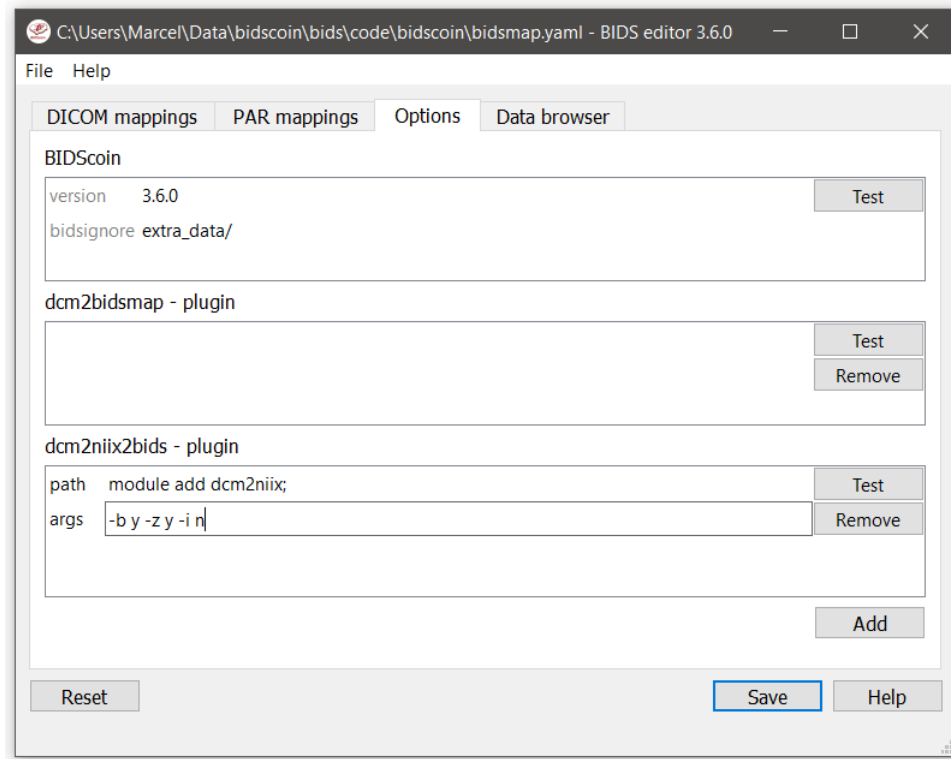 C:\Users\Marcel\Data\bidscoin\bids\code\bidscoin\bidsmap.yaml - BIDS editor 3.6.0
File Help
DICOM mappings PAR mappings Options Data browser
BIDScoin
version 3.6.0 Test
bidsignore extra_data/
dcm2bidsmap - plugin
Test
Remove
dcm2niix2bids - plugin
path module add dcm2niix; Test
args -b y -z y -i n Remove
Add
Reset Save Help